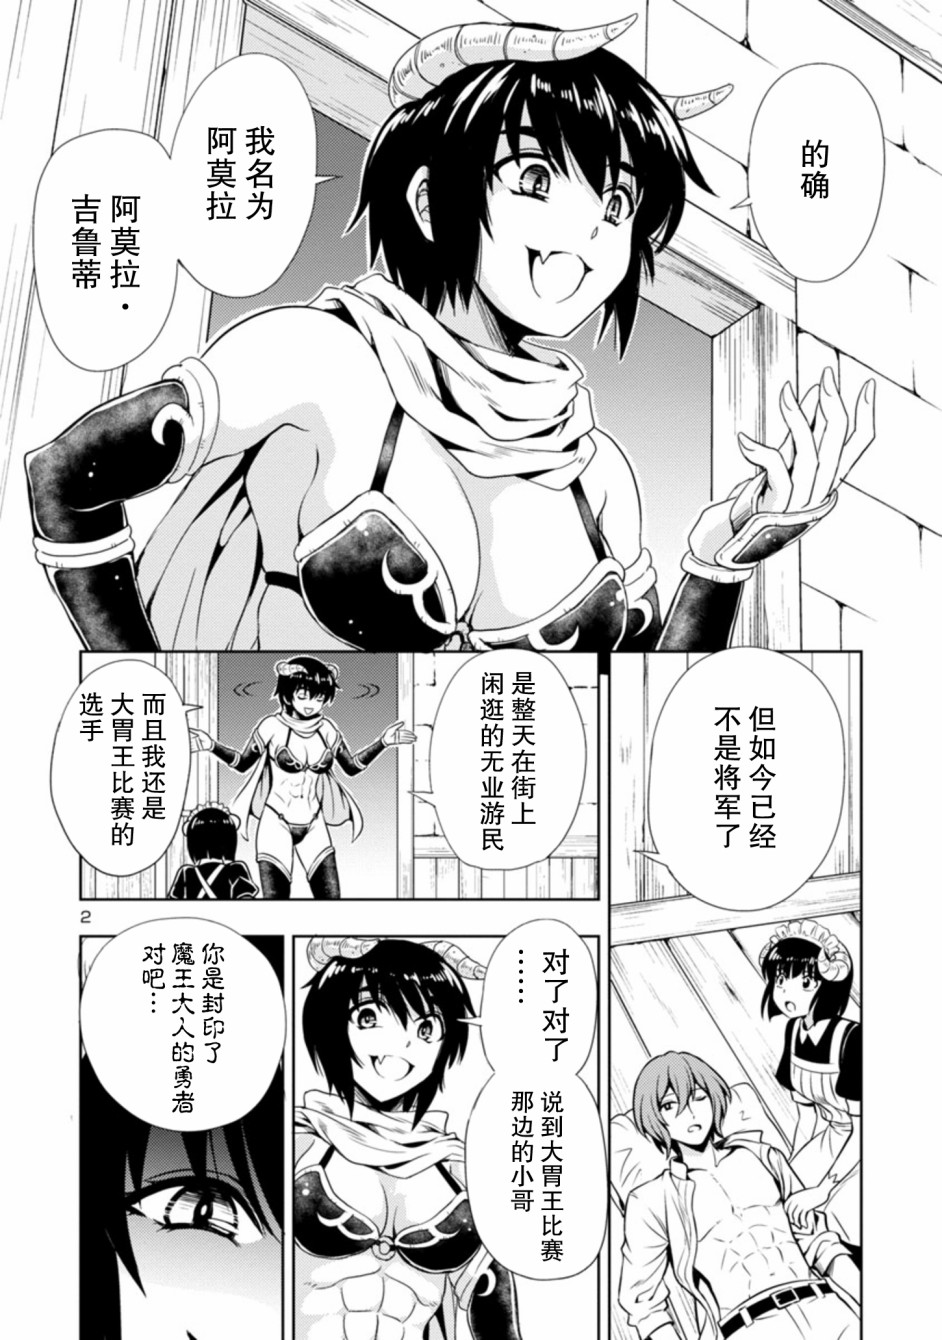 的确
我名为
阿莫拉
阿莫拉·
吉鲁蒂
但如今已经
不是将军了
是整天在街上
闲逛的无业游民
而且我还是
大胃王比赛的
选手
2
对了对了
……
说到大胃王比赛
那边的小哥
你是封印了
魔王大人的勇者
对吧…